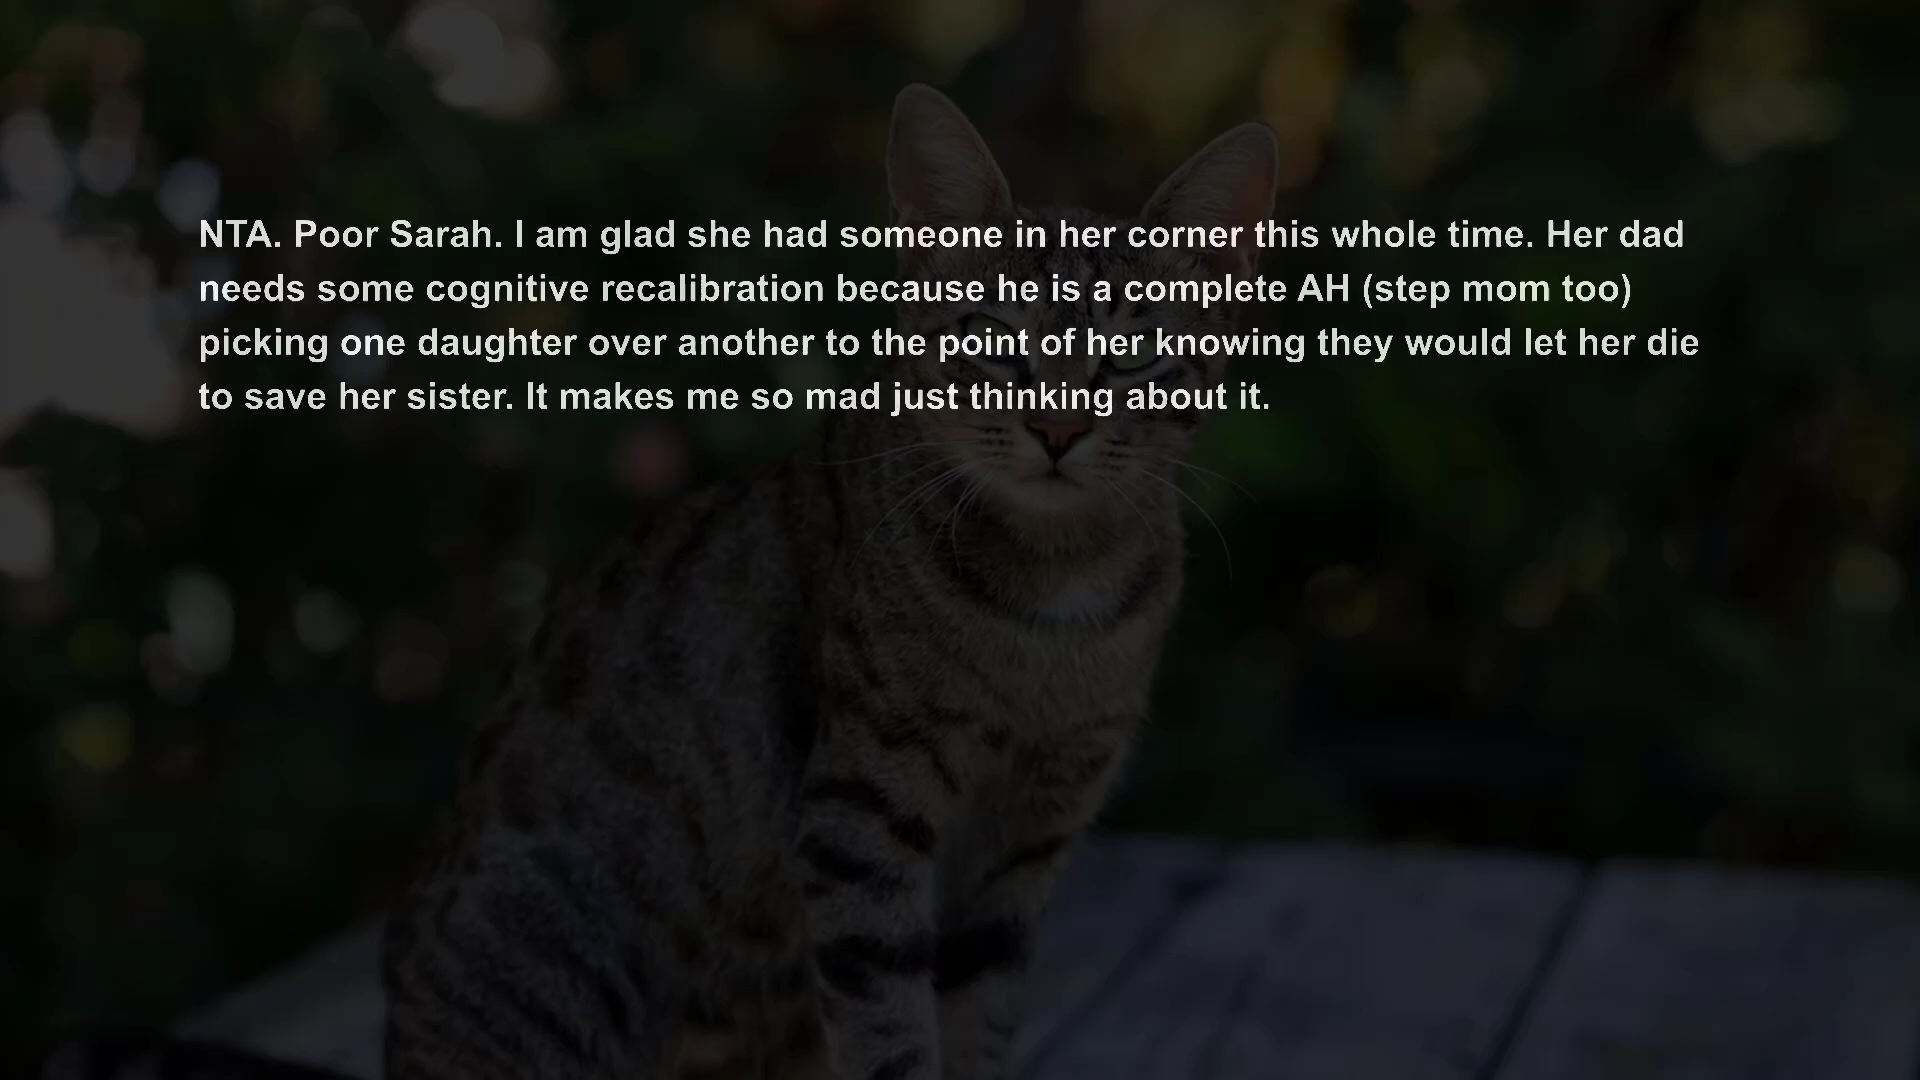 NTA. Poor Sarah. I am glad she had someone in her corner this whole time. Her dad
needs some cognitive recalibration because he is a complete AH (step mom too)
picking one daughter over another to the point of her knowing they would let her die
to save her sister. It makes me so mad just thinking about it.